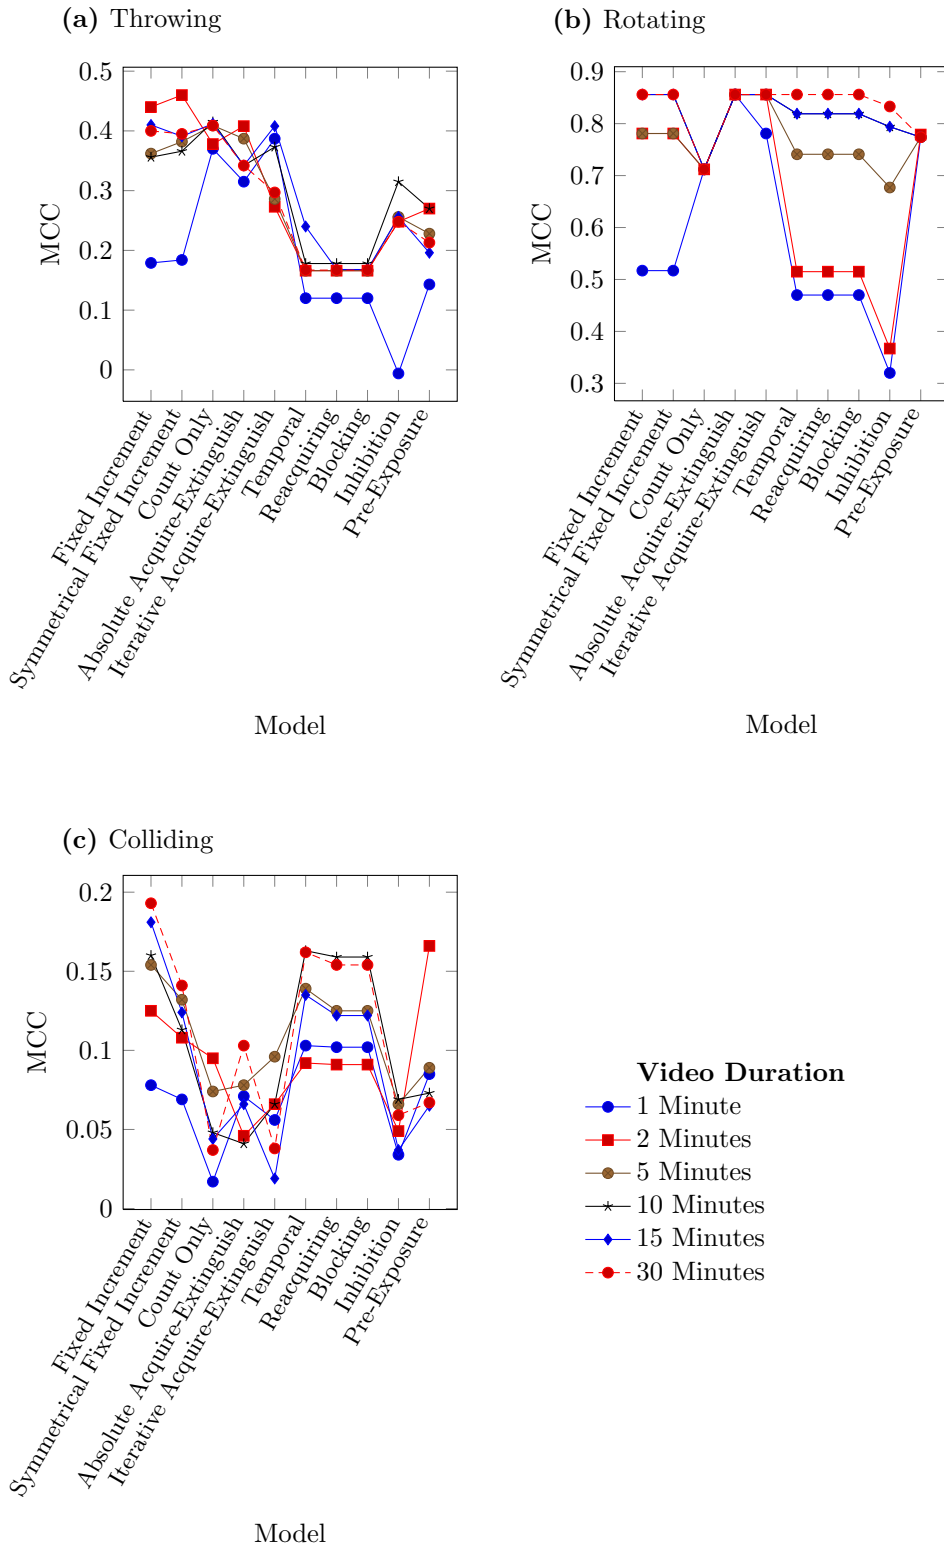 (a) Throwing
0.5
0.4
0.3
0.2
0.1
0
MCC
Fixed Increment
Symmetrical Fixed Increment
Count Only
Absolute Acquire-Extinguish
Iterative Acquire-Extinguish
Temporal
Reacquiring
Blocking
Inhibition
Pre-Exposure
Model
(b) Rotating
0.9
0.8
0.7
0.6
0.5
0.4
0.3
MCC
Fixed Increment
Symmetrical Fixed Increment
Count Only
Absolute Acquire-Extinguish
Iterative Acquire-Extinguish
Temporal
Reacquiring
Blocking
Inhibition
Pre-Exposure
Model
(c) Colliding
0.2
0.15
0.1
0.05
0
MCC
Fixed Increment
Symmetrical Fixed Increment
Count Only
Absolute Acquire-Extinguish
Iterative Acquire-Extinguish
Temporal
Reacquiring
Blocking
Inhibition
Pre-Exposure
Model
Video Duration
1 Minute
2 Minutes
5 Minutes
10 Minutes
15 Minutes
30 Minutes